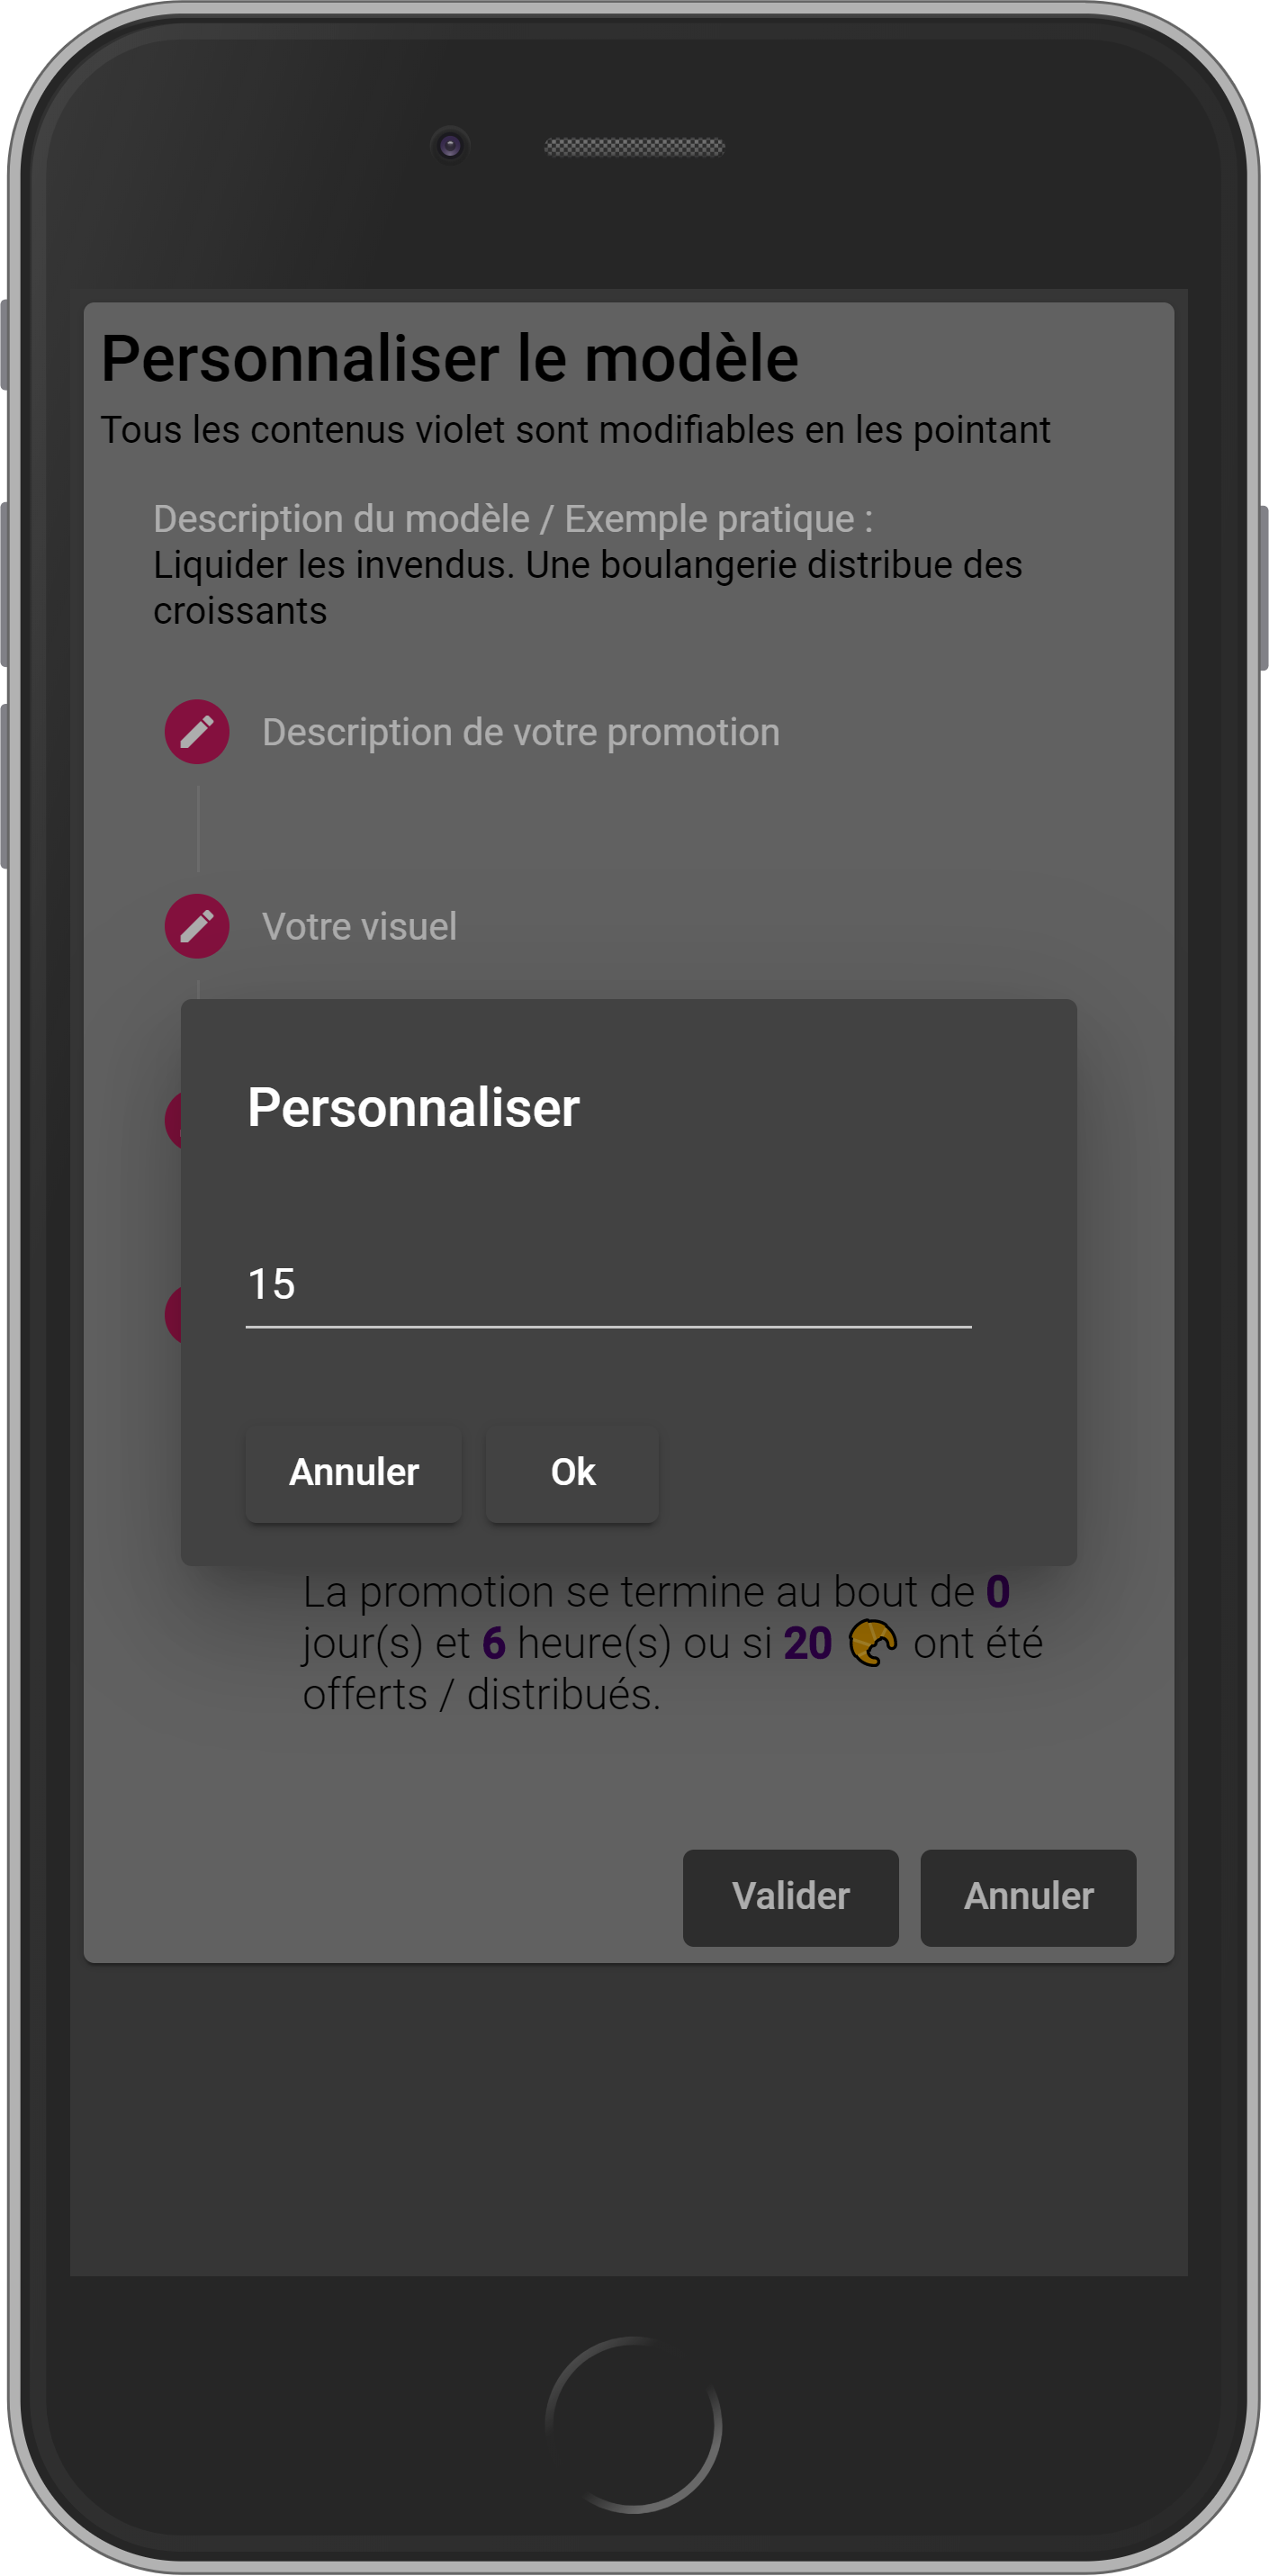 Personnaliser le modèle
Tous les contenus violet sont modifiables en les pointant
Description du modèle / Exemple pratique :
Liquider les invendus. Une boulangerie distribue des
croissants
Description de votre promotion
Votre visuel
Personnaliser
15
Annuler
Ok
La promotion se termine au bout de 0
jour(s) et 6 heure(s) ou si 20 🥐 ont été
offerts / distribués.
Valider
Annuler